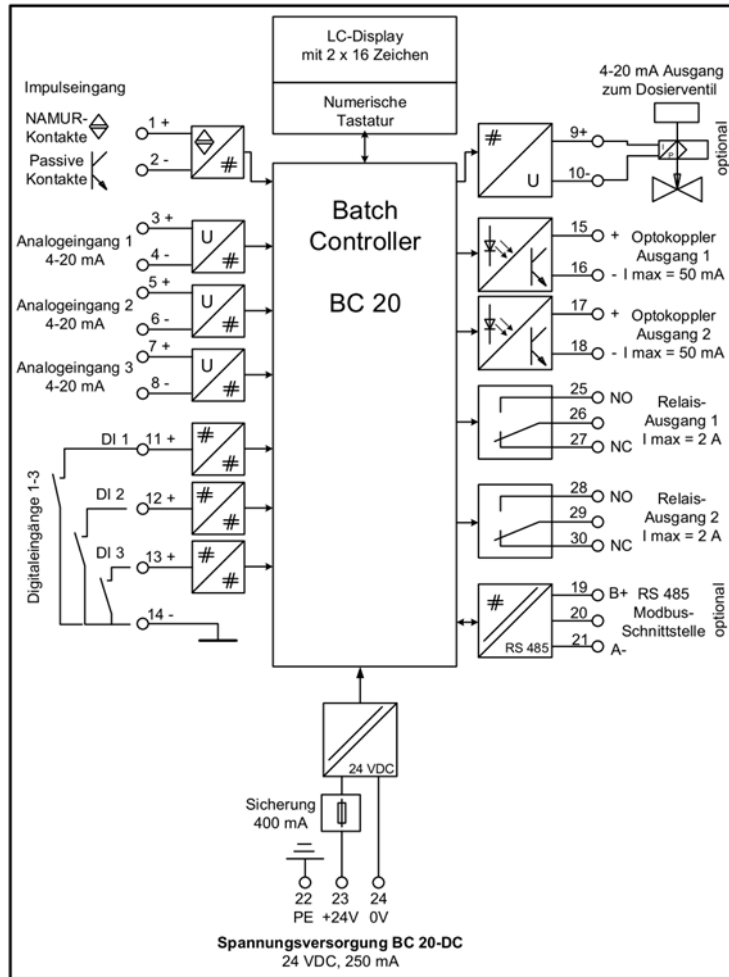 LC-Display
mit 2 x 16 Zeichen
Numerische
Tastatur
Impulseingang
NAMUR-
Kontakte
Passive
Kontakte
1 +
2 -
#
Analogeingang 1
4-20 mA
3 +
4 -
U
#
Analogeingang 2
4-20 mA
5 +
6 -
U
#
Analogeingang 3
4-20 mA
7 +
8 -
U
#
Digitaleingänge 1-3
DI 1
11 +
#
#
DI 2
12 +
#
#
DI 3
13 +
#
#
14 -
Batch
Controller
BC 20
4-20 mA Ausgang
zum Dosierventil
optional
#
U
9+
10-
I
P
15
+ Optokoppler
Ausgang 1
16
- I max = 50 mA
17
+ Optokoppler
Ausgang 2
18
- I max = 50 mA
25
NO
26
27
NC
Relais-
Ausgang 1
I max = 2 A
28
NO
29
30
NC
Relais-
Ausgang 2
I max = 2 A
#
RS 485
19
B+
20
21
A-
RS 485
Modbus-
Schnittstelle
optional
24 VDC
Sicherung
400 mA
22
PE
23
+24V
24
0V
Spannungsversorgung BC 20-DC
24 VDC, 250 mA